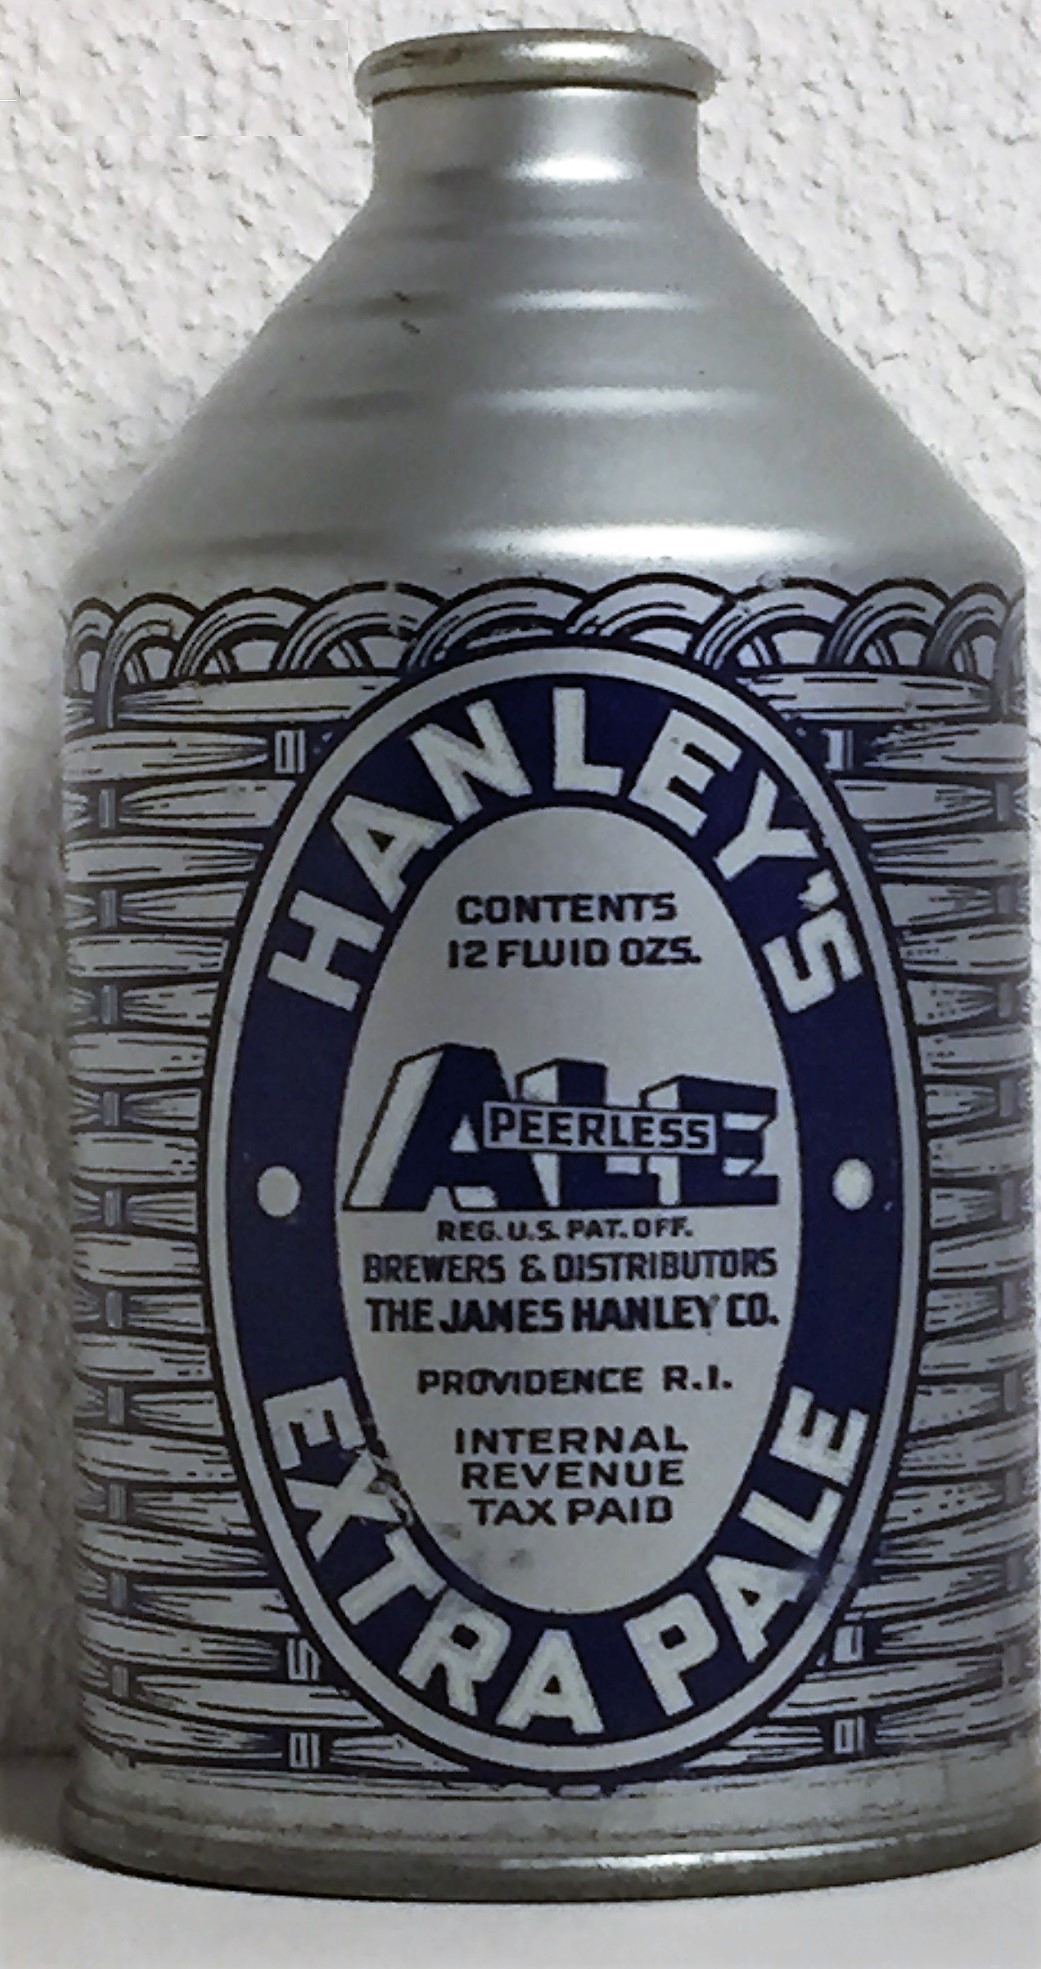 HANLEY'S
CONTENTS
12 FLUID OZS.
ALE
PEERLESS
REG. U.S. PAT. OFF.
BREWERS & DISTRIBUTORS
THE JAMES HANLEY CO.
PROVIDENCE R.I.
INTERNAL
REVENUE
TAX PAID
EXTRA PALE